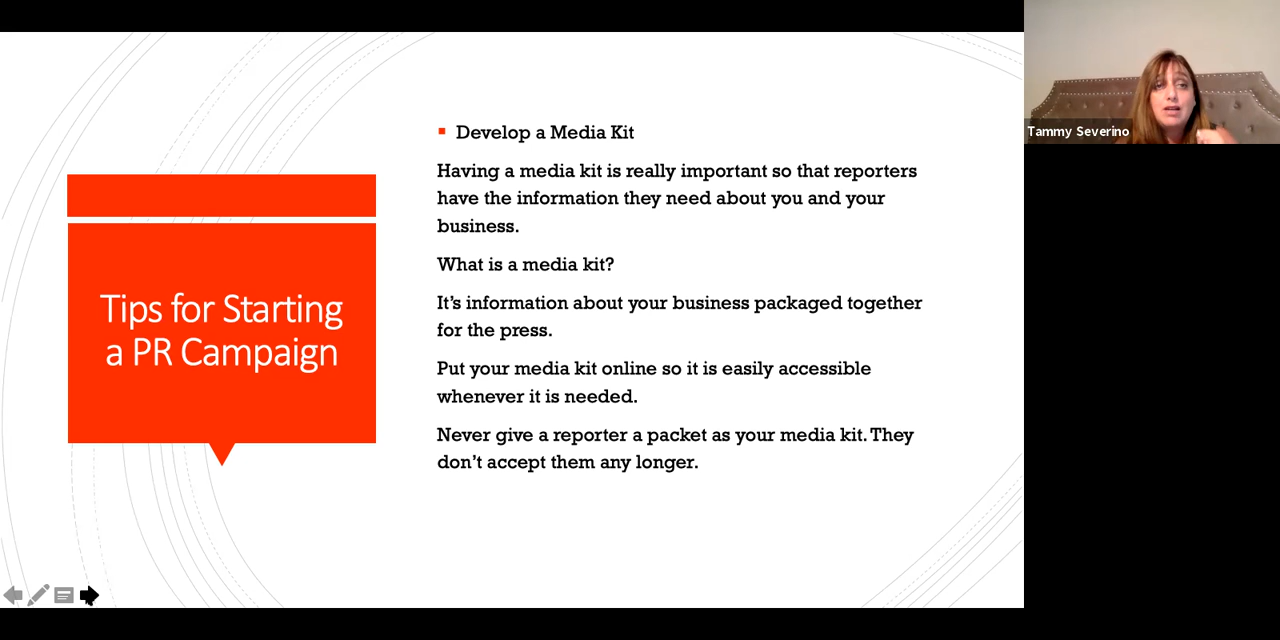 Develop a Media Kit
Having a media kit is really important so that reporters
have the information they need about you and your
business.
What is a media kit?
It's information about your business packaged together
for the press.
Put your media kit online so it is easily accessible
whenever it is needed.
Never give a reporter a packet as your media kit. They
don't accept them any longer.
Tips for Starting
a PR Campaign
Tammy Severino